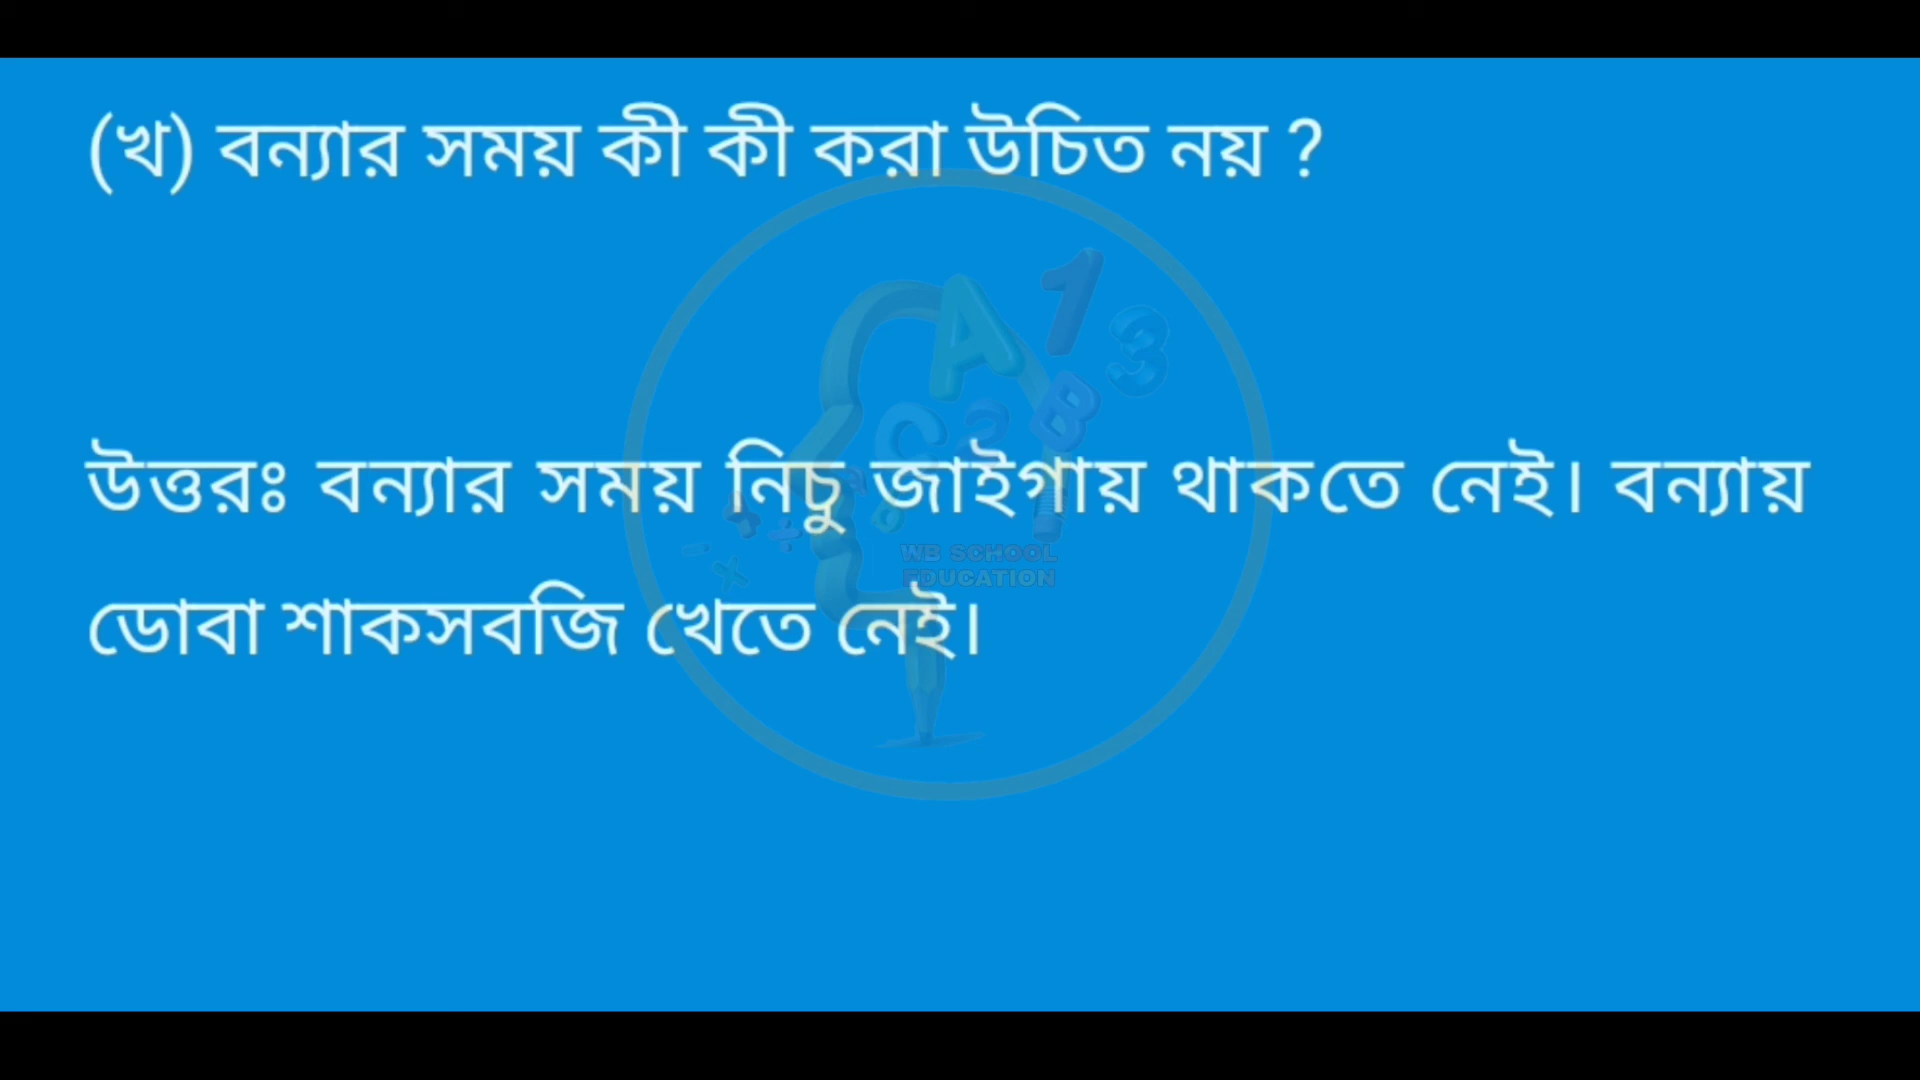 (খ) বন্যার সময় কী কী করা উচিত নয় ?
উত্তরঃ বন্যার সময় নিচু জাইগায় থাকতে নেই। বন্যায়
ডোবা শাকসবজি খেতে নেই।
WB SCHOOL
EDUCATION